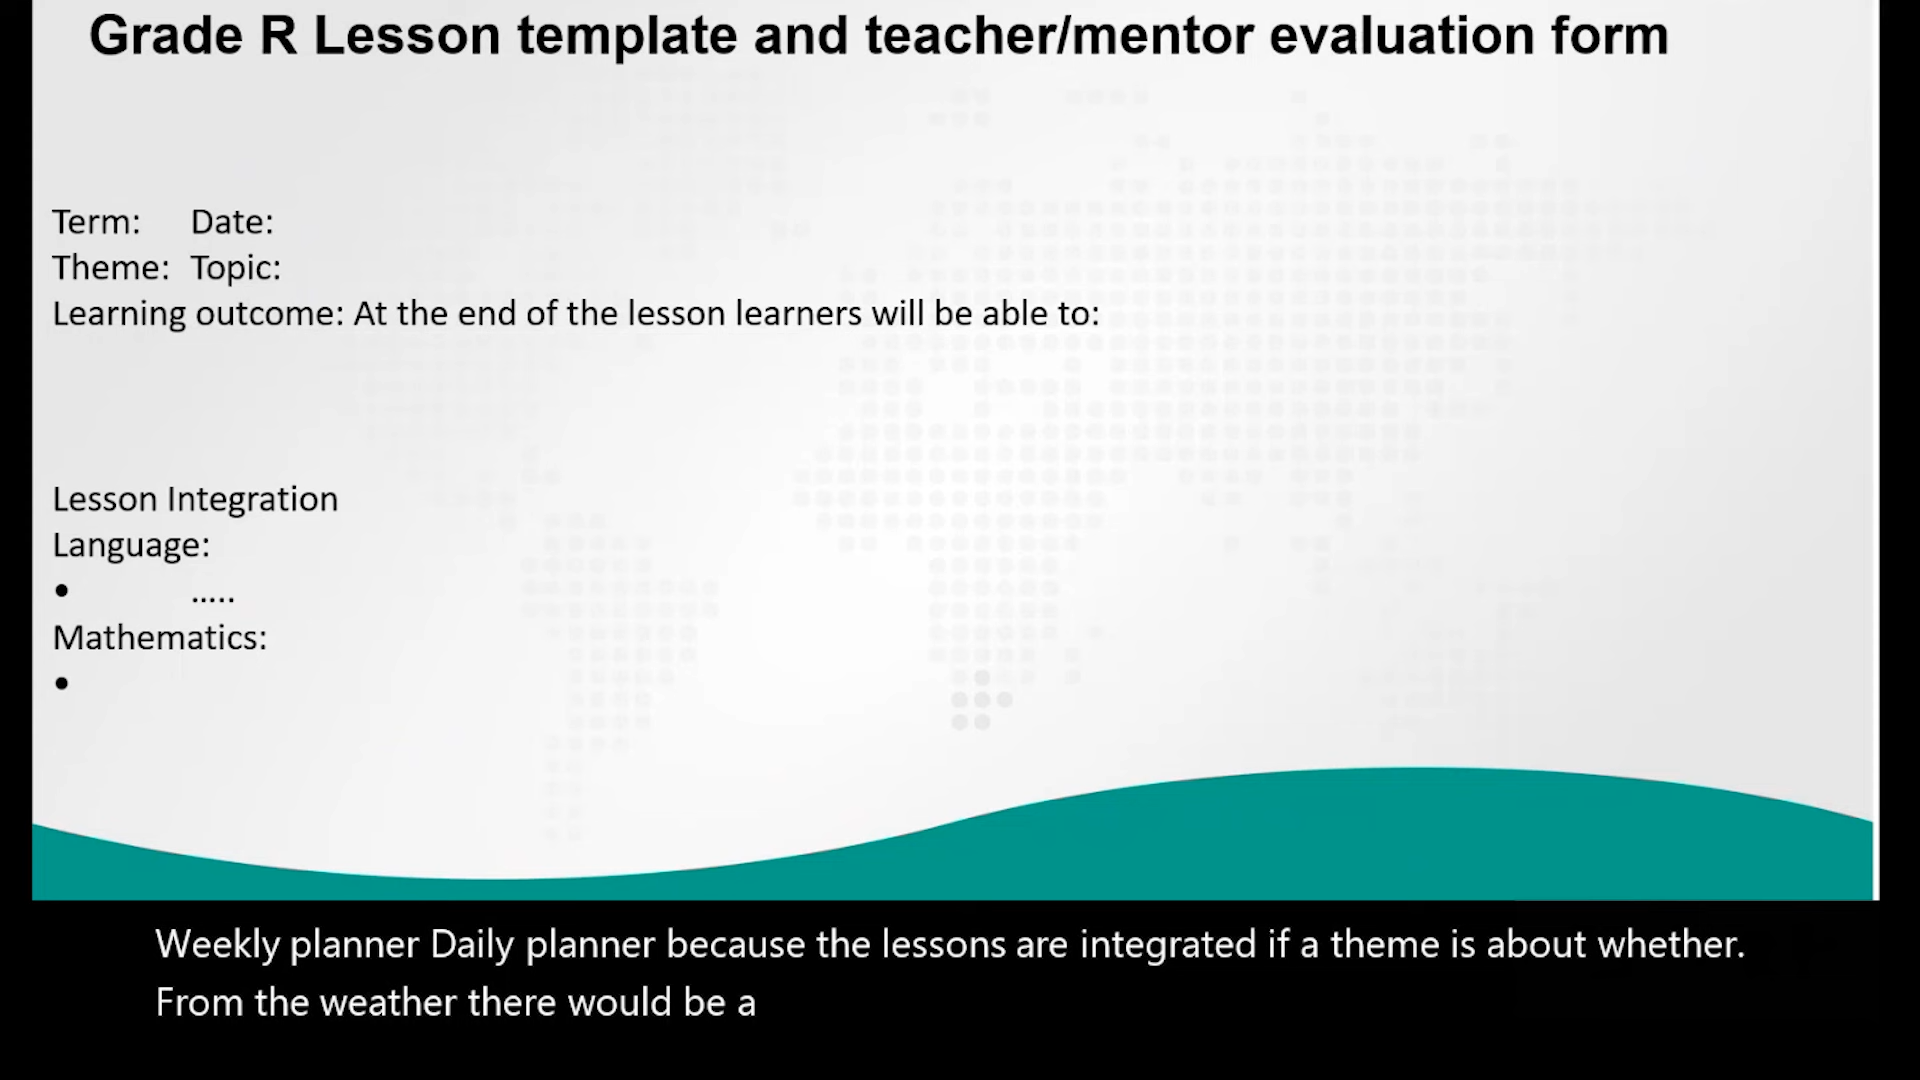 Grade R Lesson template and teacher/mentor evaluation form
Term: Date:
Theme: Topic:
Learning outcome: At the end of the lesson learners will be able to:
Lesson Integration
Language:
• .....
Mathematics:
•
Weekly planner Daily planner because the lessons are integrated if a theme is about whether.
From the weather there would be a